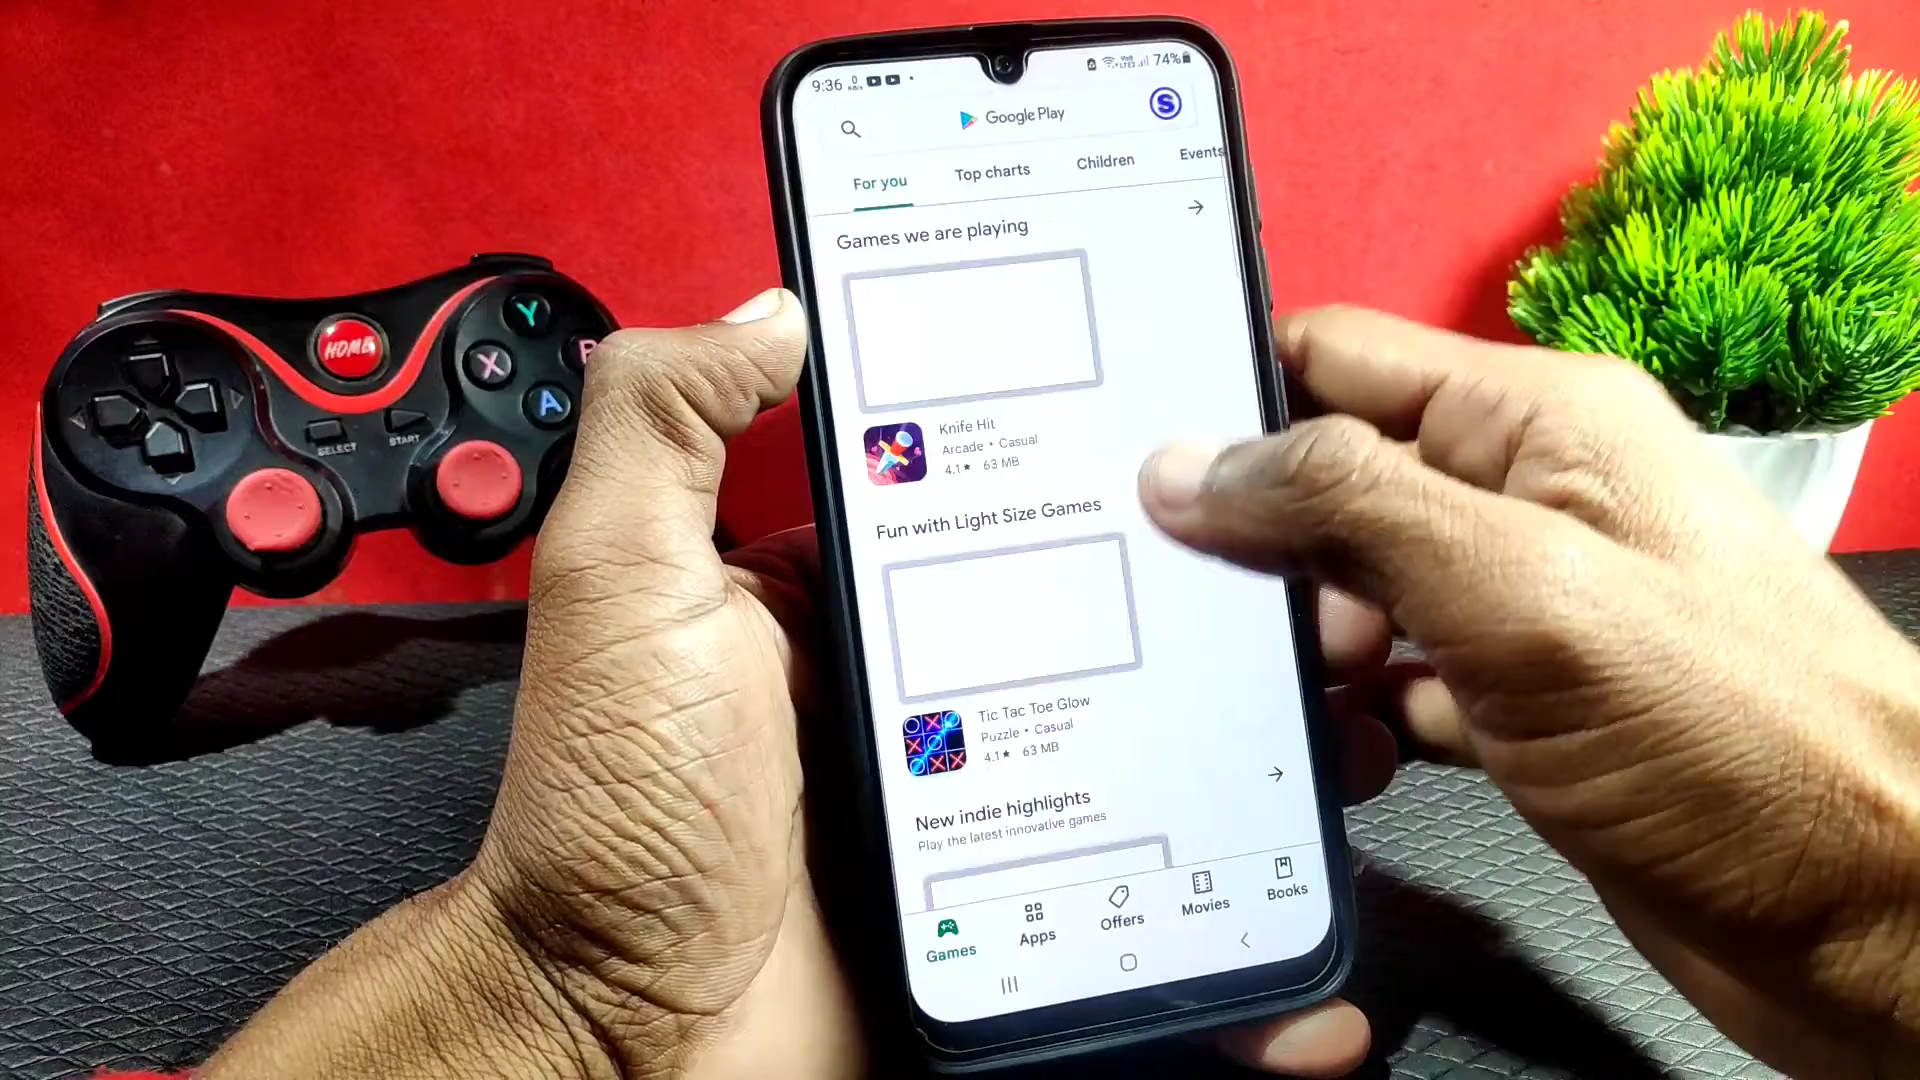 9:36
74%
Google Play
S
For you
Top charts
Children
Events
Games we are playing
Knife Hit
Arcade • Casual
4.1★ 63 MB
Fun with Light Size Games
Tic Tac Toe Glow
Puzzle • Casual
4.1★ 63 MB
New indie highlights
Play the latest innovative games
Games
Apps
Offers
Movies
Books
HOME
Y
X
A
SELECT
START